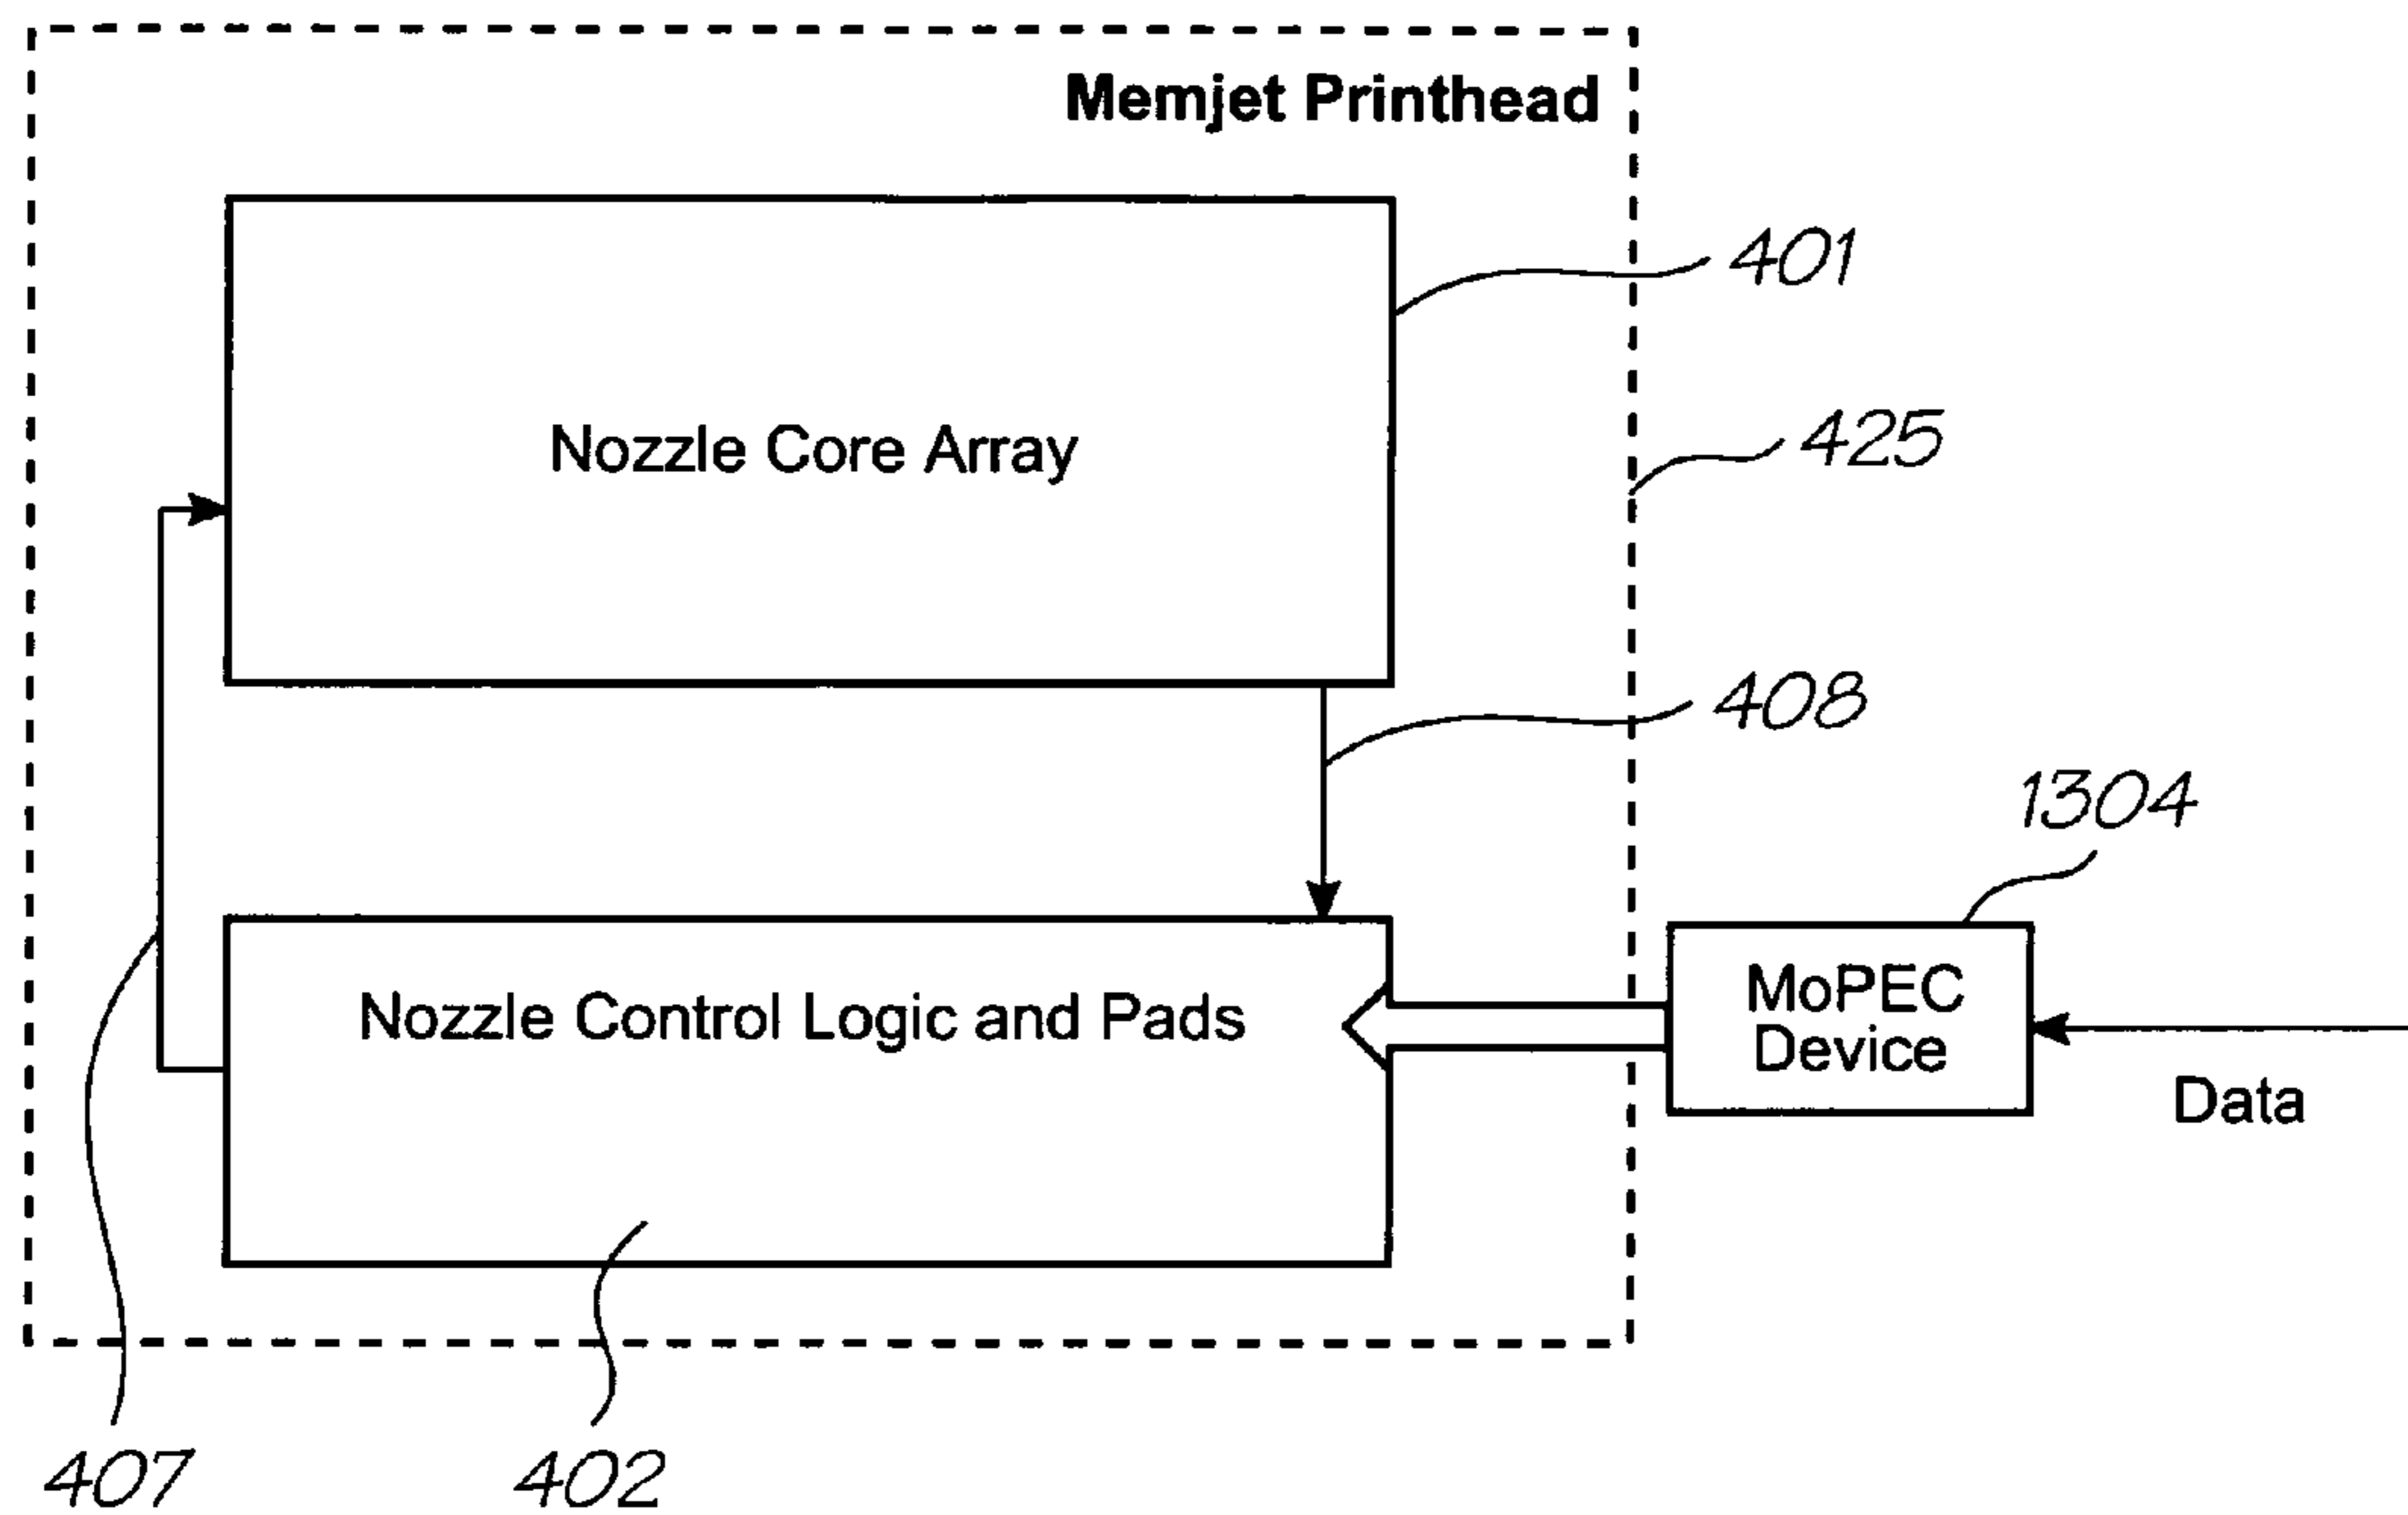 Memjet Printhead
401
Nozzle Core Array
425
408
1304
Nozzle Control Logic and Pads
MoPEC
Device
Data
407
402